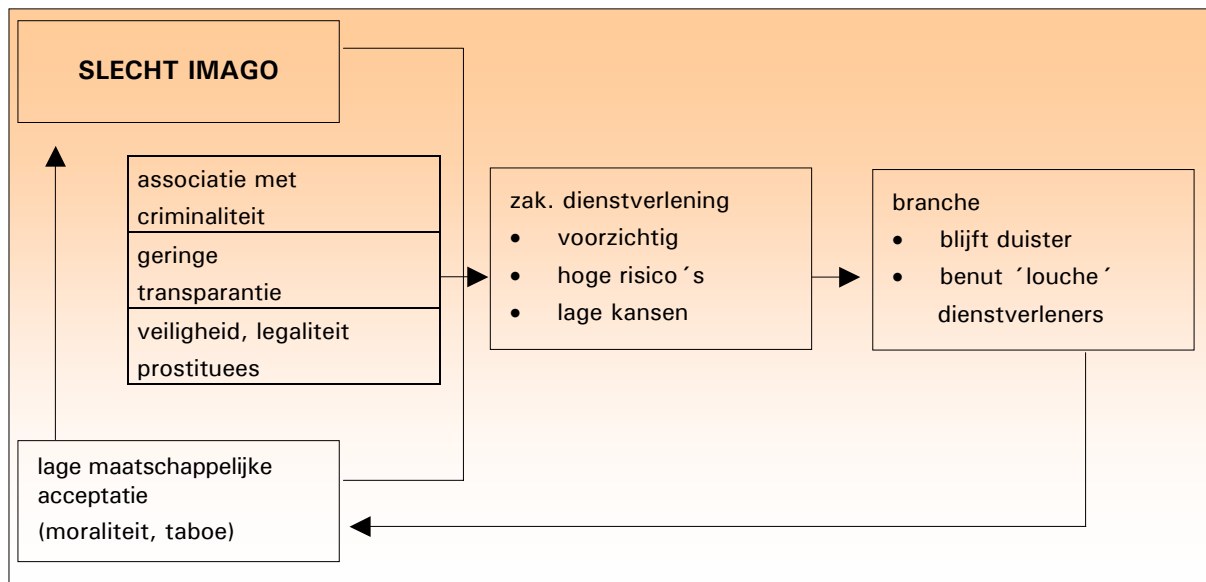 SLECHT IMAGO
associatie met
criminaliteit
geringe
transparantie
veiligheid, legaliteit
prostituees
zak. dienstverlening
• voorzichtig
• hoge risico´s
• lage kansen
branche
• blijft duister
• benut ´louche´
dienstverleners
lage maatschappelijke
acceptatie
(moraliteit, taboe)